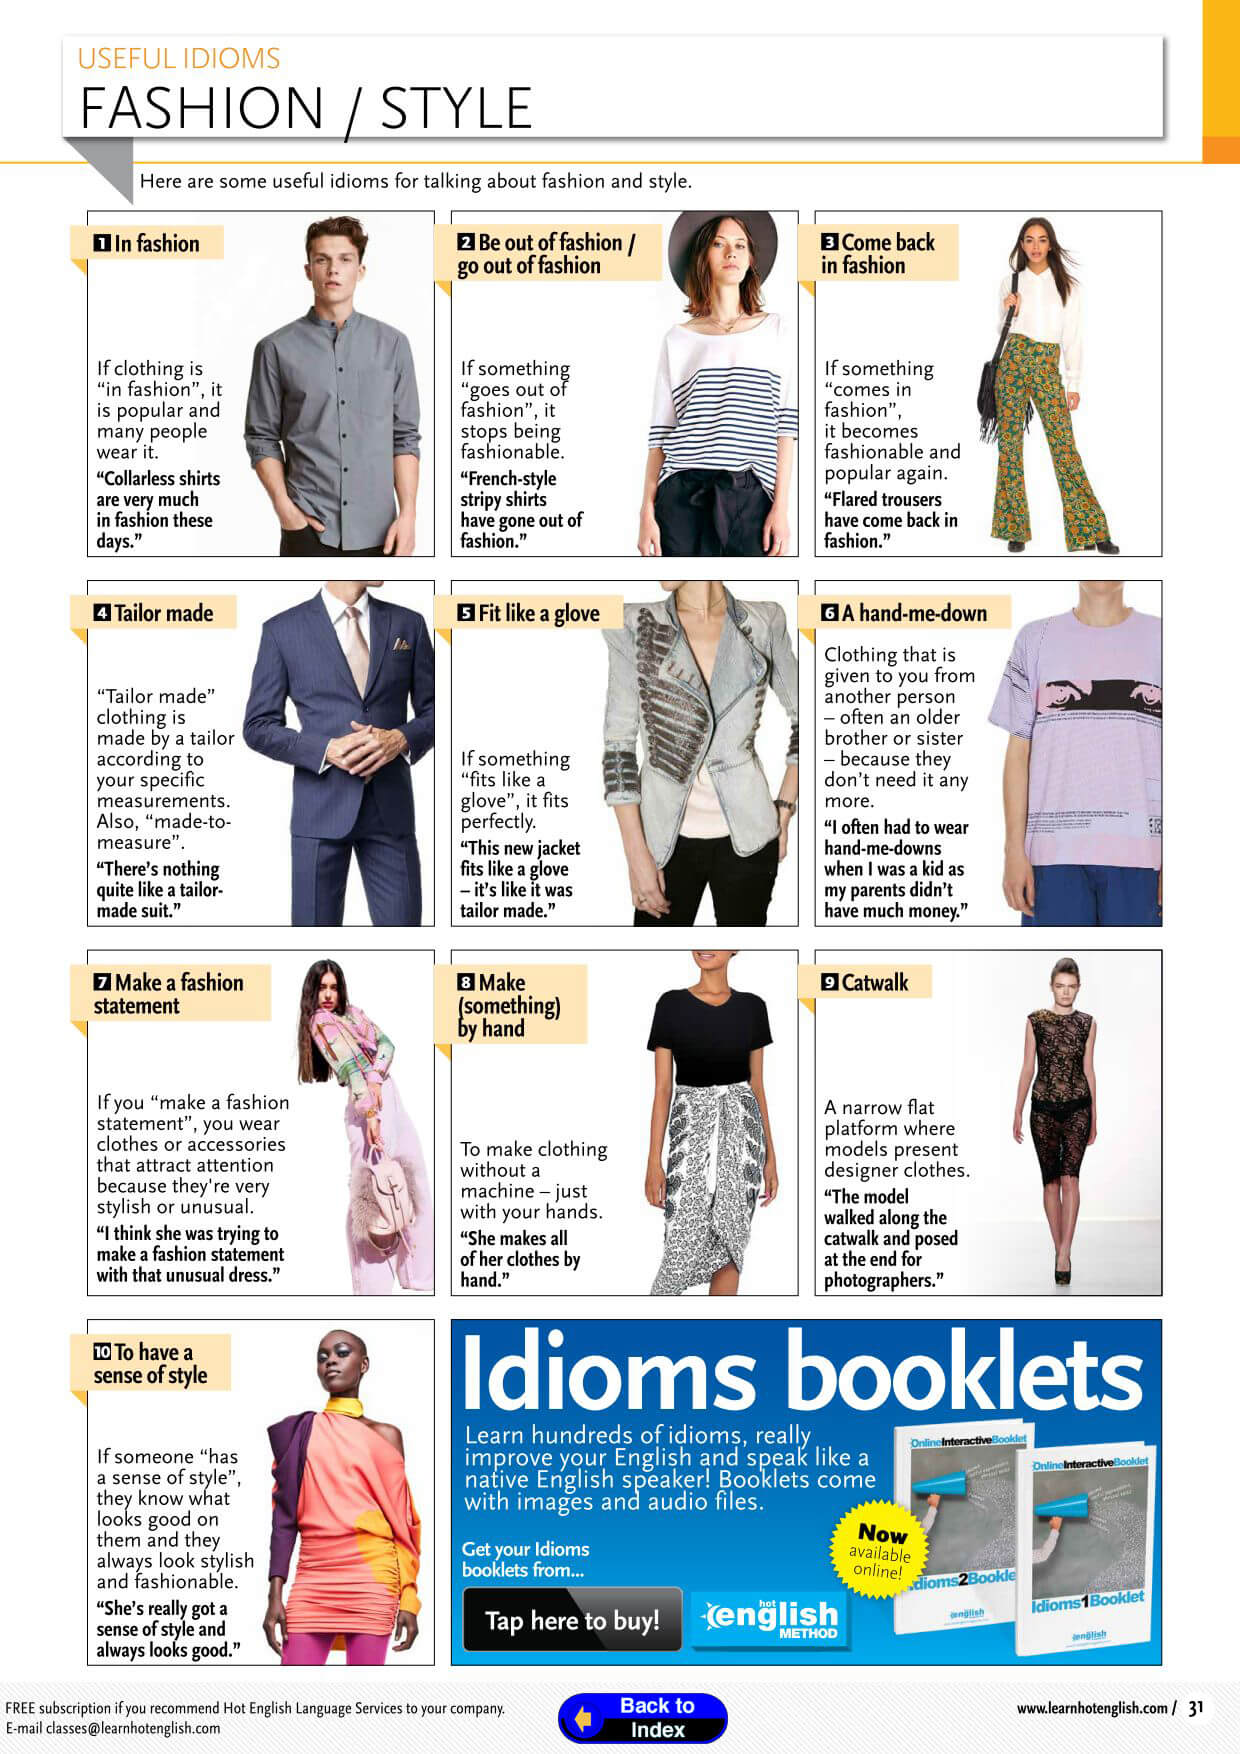 USEFUL IDIOMS
FASHION / STYLE
Here are some useful idioms for talking about fashion and style.
1 In fashion
If clothing is
“in fashion”, it
is popular and
many people
wear it.
“Collarless shirts
are very much
in fashion these
days.”
2 Be out of fashion /
go out of fashion
If something
“goes out of
fashion”, it
stops being
fashionable.
“French-style
stripy shirts
have gone out of
fashion.”
3 Come back
in fashion
If something
“comes in
fashion”,
it becomes
fashionable and
popular again.
“Flared trousers
have come back in
fashion.”
4 Tailor made
“Tailor made”
clothing is
made by a tailor
according to
your specific
measurements.
Also, “made-to-
measure”.
“There’s nothing
quite like a tailor-
made suit.”
5 Fit like a glove
If something
“fits like a
glove”, it fits
perfectly.
“This new jacket
fits like a glove
– it’s like it was
tailor made.”
6 A hand-me-down
Clothing that is
given to you from
another person
– often an older
brother or sister
– because they
don’t need it any
more.
“I often had to wear
hand-me-downs
when I was a kid as
my parents didn’t
have much money.”
7 Make a fashion
statement
If you “make a fashion
statement”, you wear
clothes or accessories
that attract attention
because they're very
stylish or unusual.
“I think she was trying to
make a fashion statement
with that unusual dress.”
8 Make
(something)
by hand
To make clothing
without a
machine – just
with your hands.
“She makes all
of her clothes by
hand.”
9 Catwalk
A narrow flat
platform where
models present
designer clothes.
“The model
walked along the
catwalk and posed
at the end for
photographers.”
10 To have a
sense of style
If someone “has
a sense of style”,
they know what
looks good on
them and they
always look stylish
and fashionable.
“She’s really got a
sense of style and
always looks good.”
Idioms booklets
Learn hundreds of idioms, really
improve your English and speak like a
native English speaker! Booklets come
with images and audio files.
Get your Idioms
booklets from...
Tap here to buy!
hot
english
METHOD
Now
available
online!
OnlineInteractiveBooklet
dioms2Bookle
english
OnlineInteractiveBooklet
Idioms1Booklet
english
FREE subscription if you recommend Hot English Language Services to your company.
E-mail classes@learnhotenglish.com
Back to
Index
www.learnhotenglish.com / 31